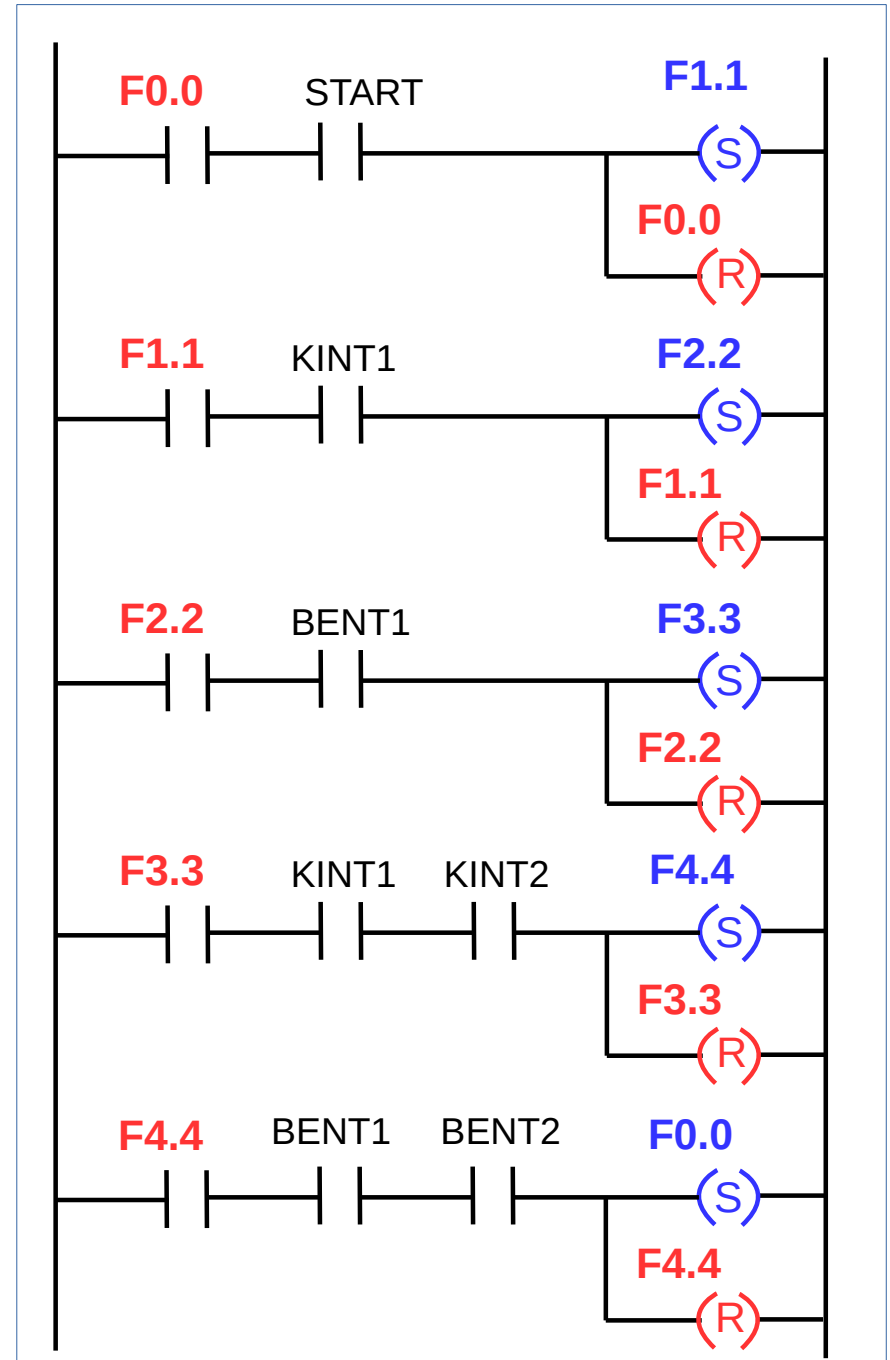 F0.0 START F1.1
S
F0.0
R
F1.1 KINT1 F2.2
S
F1.1
R
F2.2 BENT1 F3.3
S
F2.2
R
F3.3 KINT1 KINT2 F4.4
S
F3.3
R
F4.4 BENT1 BENT2 F0.0
S
F4.4
R